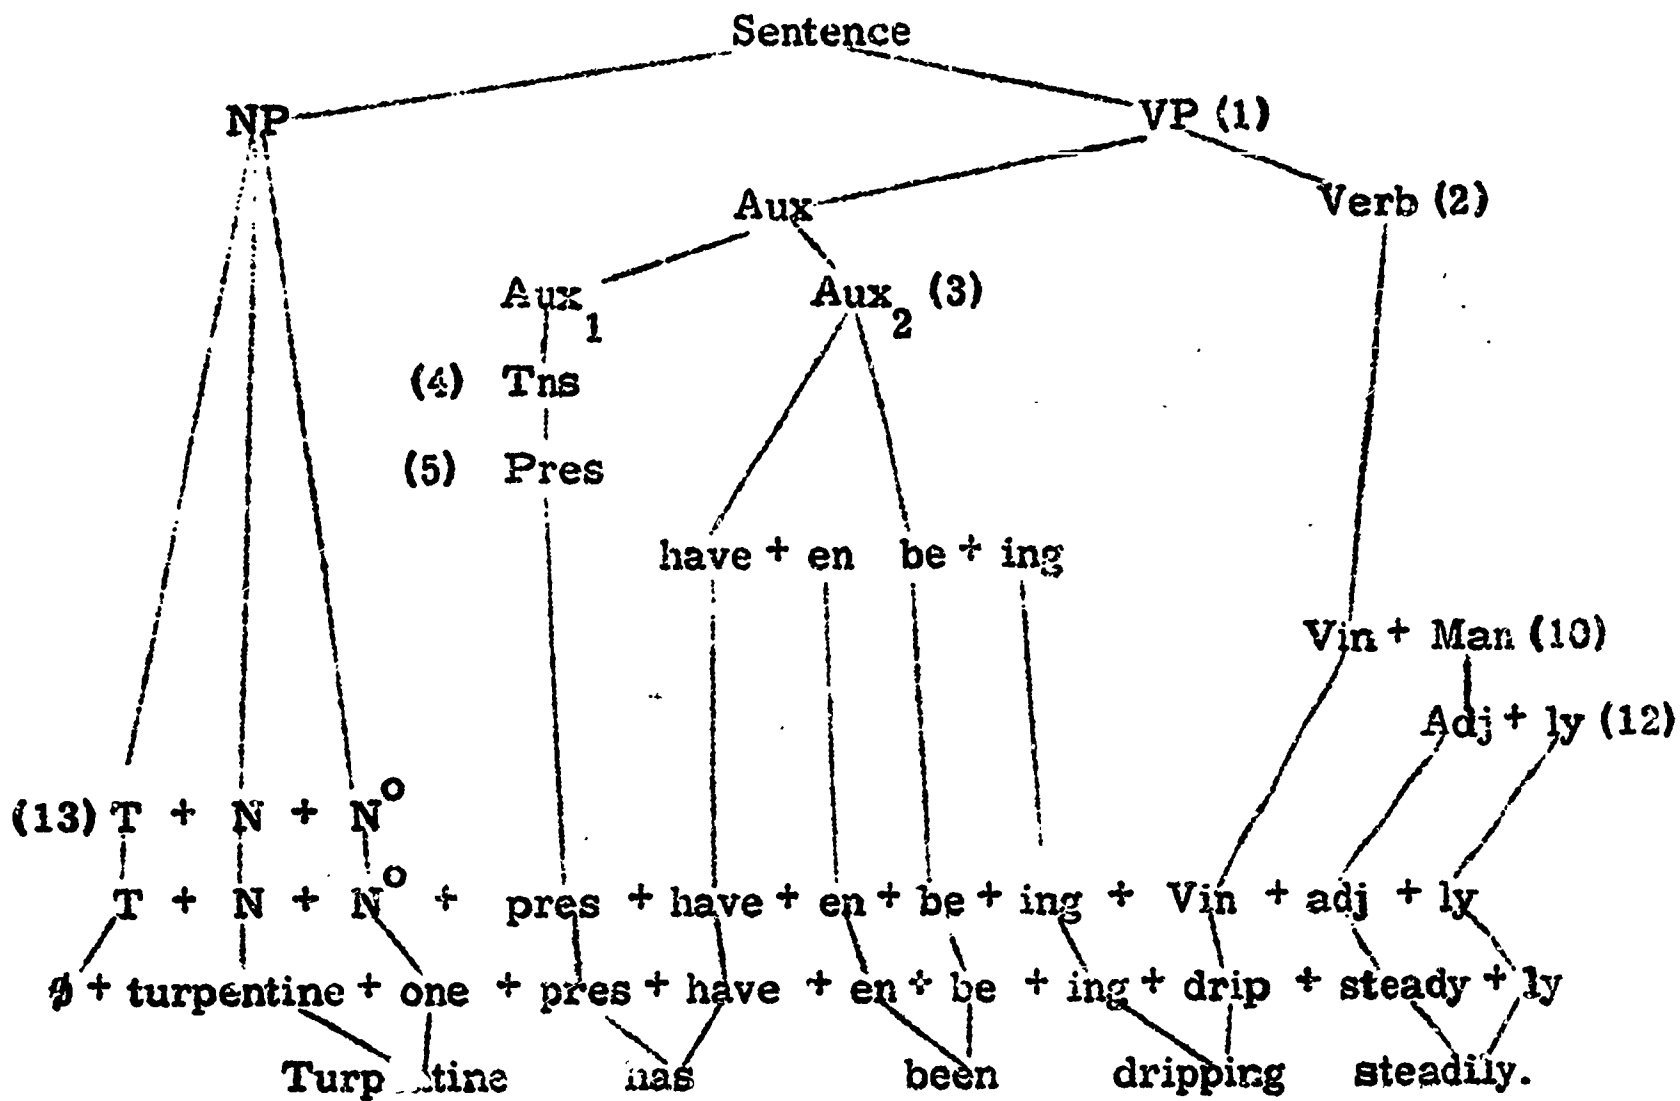 Sentence
NP VP (1)
Aux Verb (2)
Aux₁ Aux₂ (3)
(4) Tns
(5) Pres
have + en be + ing
Vin + Man (10)
Adj + ly (12)
(13) T + N + N°
T + N + N° + pres + have + en + be + ing + Vin + adj + ly
ø + turpentine + one + pres + have + en + be + ing + drip + steady + ly
Turpentine has been dripping steadily.